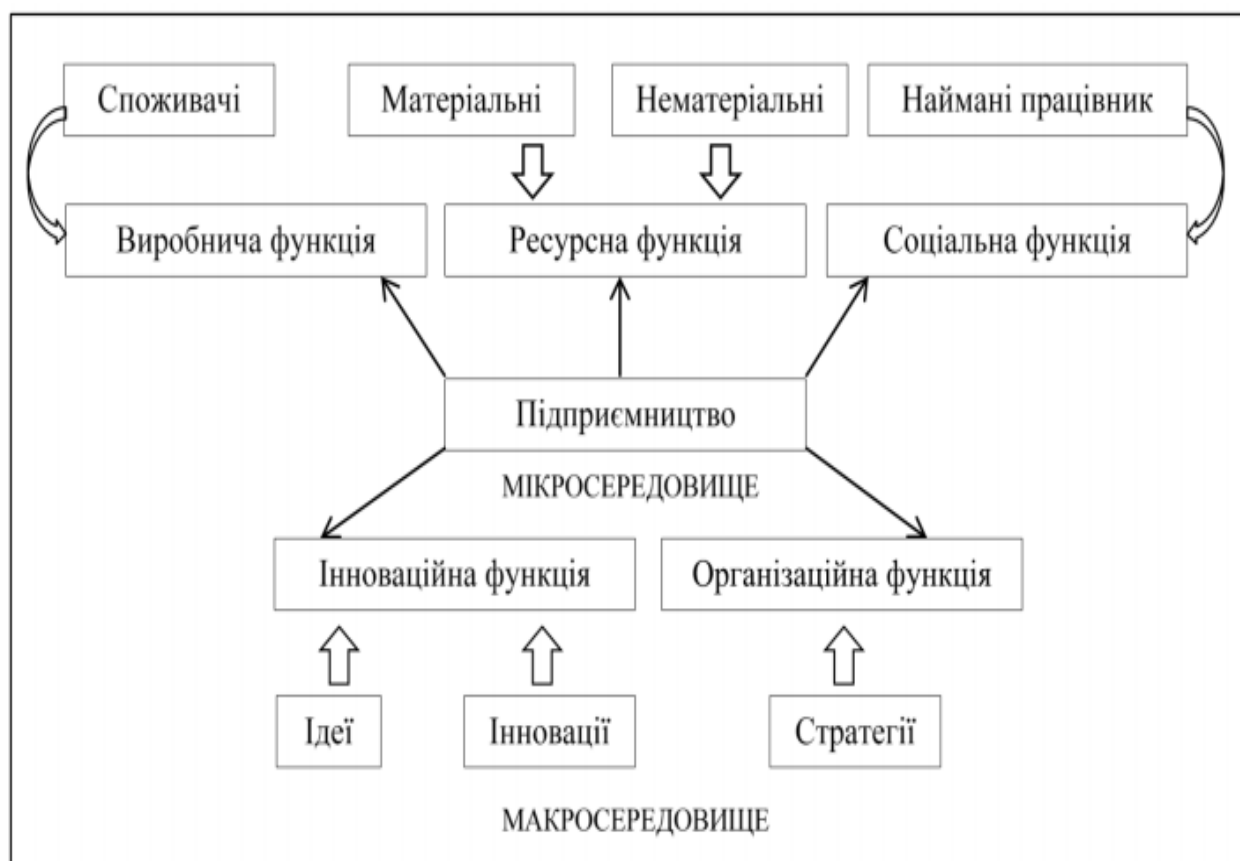 Споживачі
Матеріальні
Нематеріальні
Наймані працівник
Виробнича функція
Ресурсна функція
Соціальна функція
Підприємництво
МІКРОСЕРЕДОВИЩЕ
Інноваційна функція
Організаційна функція
Ідеї
Інновації
Стратегії
МАКРОСЕРЕДОВИЩЕ